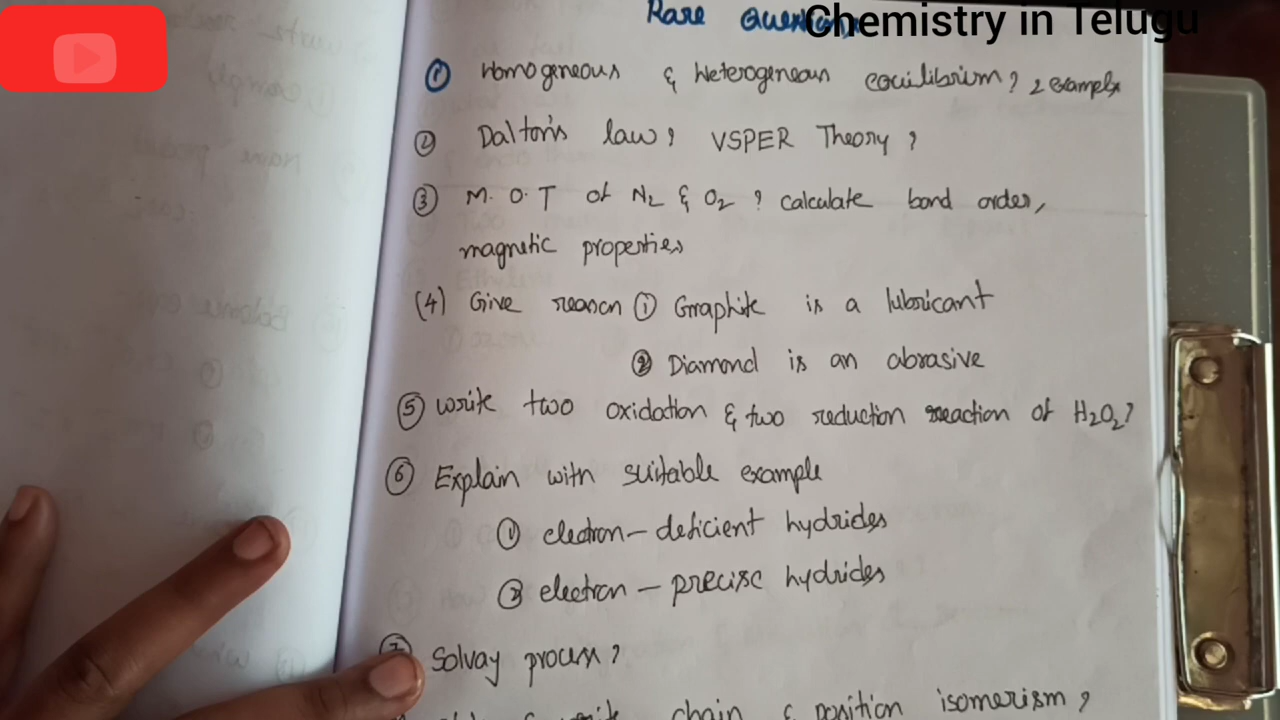 Rare Questions
Chemistry in Telugu
① Homogeneous & Heterogeneous equilibrium? 2 example
② Dalton's law? VSPER Theory?
③ M.O.T of N₂ & O₂? calculate bond order,
magnetic properties
(4) Give reason ① Graphite is a lubricant
② Diamond is an abrasive
⑤ write two oxidation & two reduction reaction of H₂O₂?
⑥ Explain with suitable example
① electron-deficient hydrides
② electron-precise hydrides
⑦ Solvay process?
chain & position isomerism?